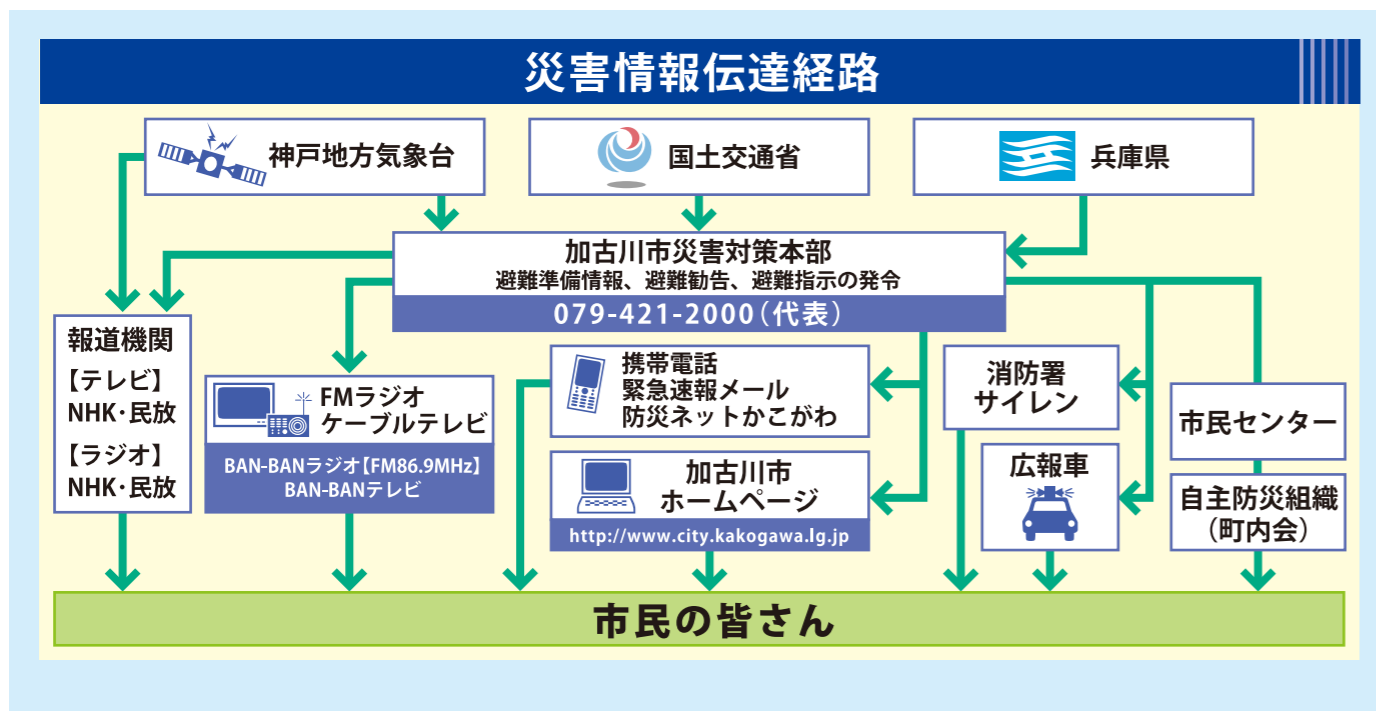 災害情報伝達経路
神戸地方気象台
国土交通省
兵庫県
加古川市災害対策本部
避難準備情報、避難勧告、避難指示の発令
079-421-2000（代表）
報道機関
【テレビ】
NHK・民放
【ラジオ】
NHK・民放
FMラジオ
ケーブルテレビ
BAN-BANラジオ【FM86.9MHz】
BAN-BANテレビ
携帯電話
緊急速報メール
防災ネットかこがわ
加古川市
ホームページ
http://www.city.kakogawa.lg.jp
消防署
サイレン
広報車
市民センター
自主防災組織
（町内会）
市民の皆さん